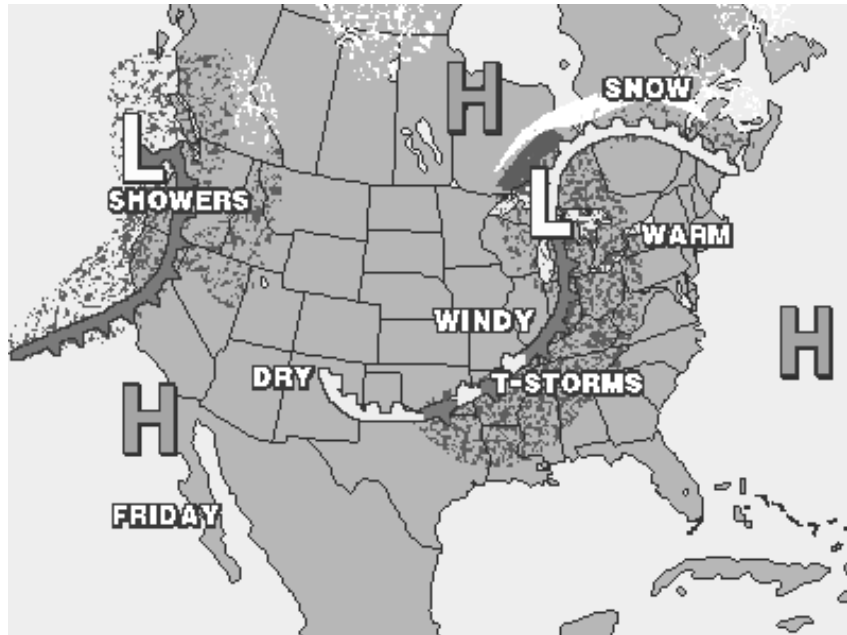 H
SNOW
L
SHOWERS
L
WARM
WINDY
H
DRY
T-STORMS
H
FRIDAY